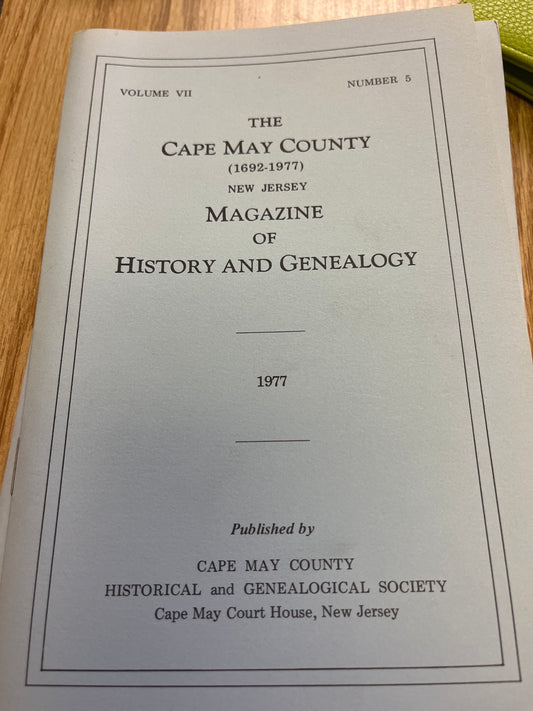 VOLUME VII
NUMBER 5
THE
CAPE MAY COUNTY
(1692-1977)
NEW JERSEY
MAGAZINE
OF
HISTORY AND GENEALOGY
1977
Published by
CAPE MAY COUNTY
HISTORICAL and GENEALOGICAL SOCIETY
Cape May Court House, New Jersey